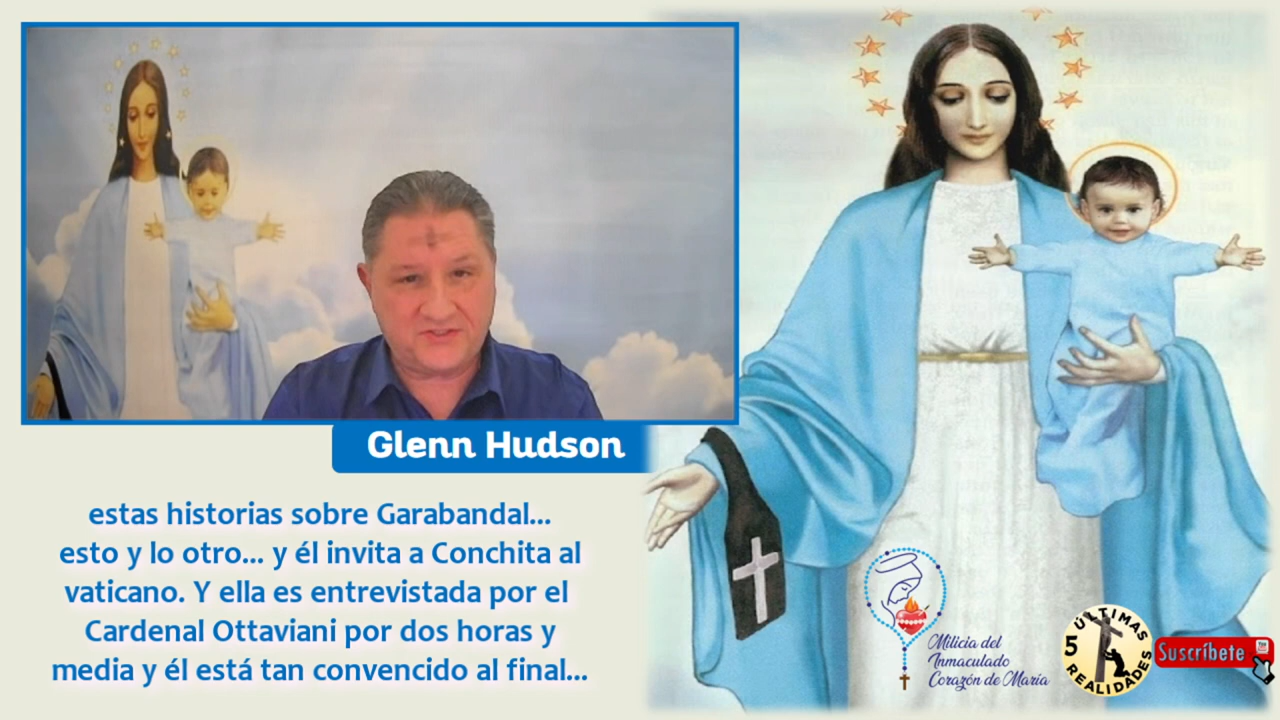 Glenn Hudson
estas historias sobre Garabandal...
esto y lo otro... y él invita a Conchita al
vaticano. Y ella es entrevistada por el
Cardenal Ottaviani por dos horas y
media y él está tan convencido al final...
Milicia del
Inmaculado
Corazón de María
5 ÚLTIMAS
REALIDADES
Suscríbete